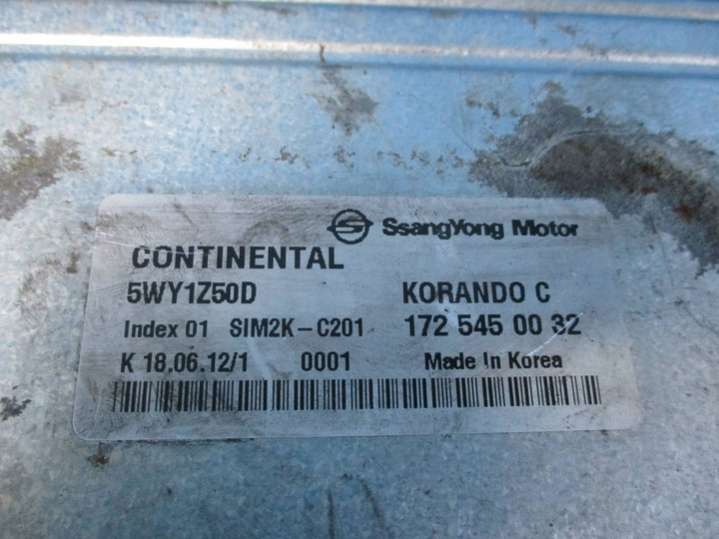 SsangYong Motor
CONTINENTAL
5WY1Z50D KORANDO C
Index 01 SIM2K-C201 172 545 00 32
K 18.06.12/1 0001 Made In Korea